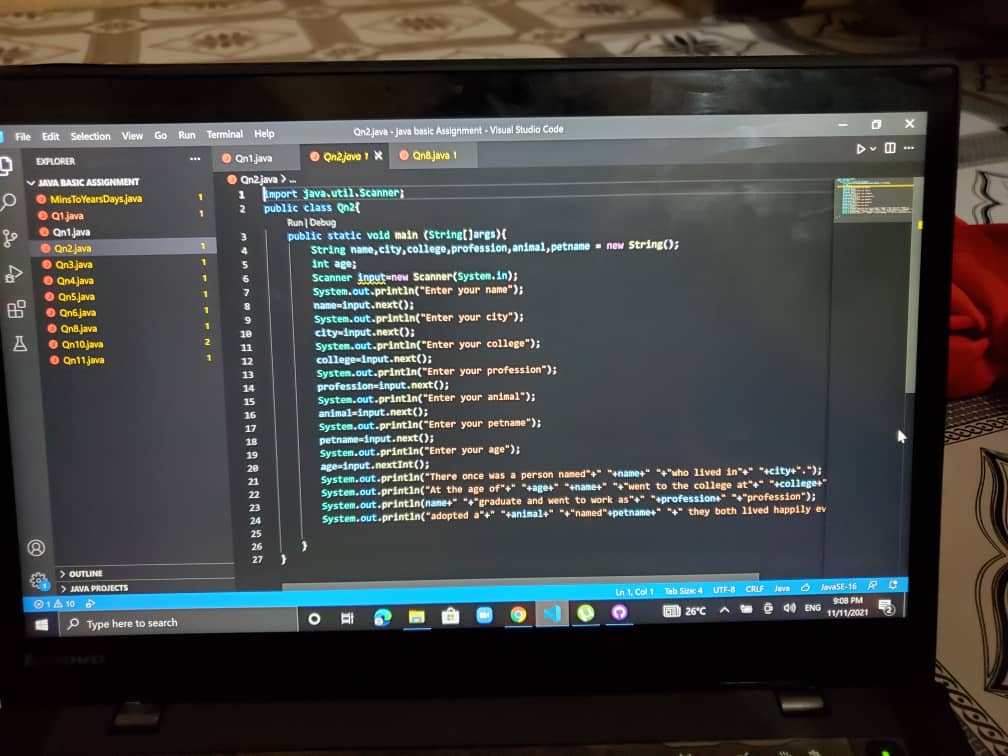 File Edit Selection View Go Run Terminal Help
Qn2.java - java basic Assignment - Visual Studio Code
EXPLORER
JAVA BASIC ASSIGNMENT
MinsToYearsDays.java 1
Q1.java 1
Qn1.java
Qn2.java 1
Qn3.java 1
Qn4.java 1
Qn5.java 1
Qn6.java 1
Qn8.java 1
Qn10.java 2
Qn11.java 1
OUTLINE
JAVA PROJECTS
Qn1.java Qn2.java 1 Qn8.java 1
Qn2.java > ...
1 import java.util.Scanner;
2 public class Qn2{
Run | Debug
3 public static void main (String[]args){
4 String name,city,college,profession,animal,petname = new String();
5 int age;
6 Scanner input=new Scanner(System.in);
7 System.out.println("Enter your name");
8 name=input.next();
9 System.out.println("Enter your city");
10 city=input.next();
11 System.out.println("Enter your college");
12 college=input.next();
13 System.out.println("Enter your profession");
14 profession=input.next();
15 System.out.println("Enter your animal");
16 animal=input.next();
17 System.out.println("Enter your petname");
18 petname=input.next();
19 System.out.println("Enter your age");
20 age=input.nextInt();
21 System.out.println("There once was a person named"+" "+name+" "+"who lived in"+" "+city+".");
22 System.out.println("At the age of"+" "+age+" "+name+" "+"went to the college at"+" "+college+"
23 System.out.println(name+" "+"graduate and went to work as"+" "+profession+" "+"profession");
24 System.out.println("adopted a"+" "+animal+" "+"named"+petname+" "+" they both lived happily ev
25
26 }
27 }
1 10
Ln 1, Col 1 Tab Size: 4 UTF-8 CRLF Java JavaSE-16
Type here to search
26°C
ENG
9:08 PM
11/11/2021
2
Lenovo